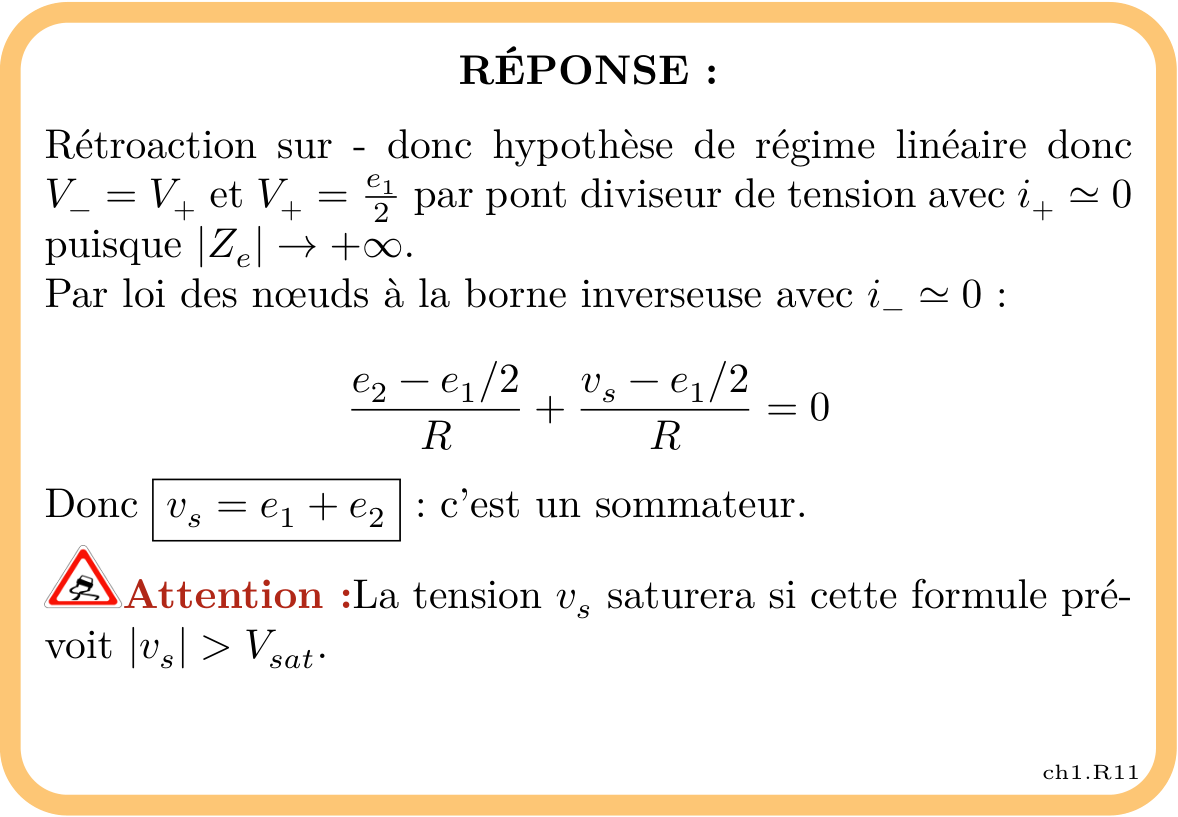 RÉPONSE :
Rétroaction sur - donc hypothèse de régime linéaire donc
$V_- = V_+$ et $V_+ = \frac{e_1}{2}$ par pont diviseur de tension avec $i_+ \simeq 0$
puisque $|Z_e| \to +\infty$.
Par loi des nœuds à la borne inverseuse avec $i_- \simeq 0$ :
$\frac{e_2 - e_1/2}{R} + \frac{v_s - e_1/2}{R} = 0$
Donc $v_s = e_1 + e_2$ : c'est un sommateur.
Attention :La tension $v_s$ saturera si cette formule pré-
voit $|v_s| > V_{sat}$.
ch1.R11